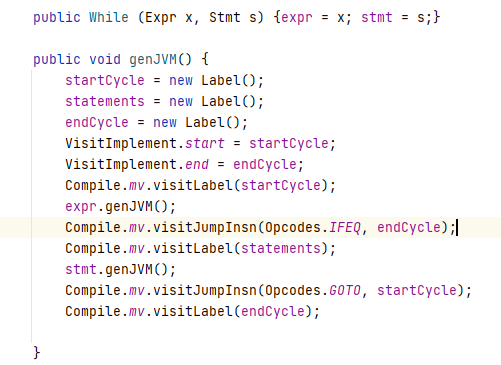 public While (Expr x, Stmt s) {expr = x; stmt = s;}
public void genJVM() {
startCycle = new Label();
statements = new Label();
endCycle = new Label();
VisitImplement.start = startCycle;
VisitImplement.end = endCycle;
Compile.mv.visitLabel(startCycle);
expr.genJVM();
Compile.mv.visitJumpInsn(Opcodes.IFEQ, endCycle);
Compile.mv.visitLabel(statements);
stmt.genJVM();
Compile.mv.visitJumpInsn(Opcodes.GOTO, startCycle);
Compile.mv.visitLabel(endCycle);
}